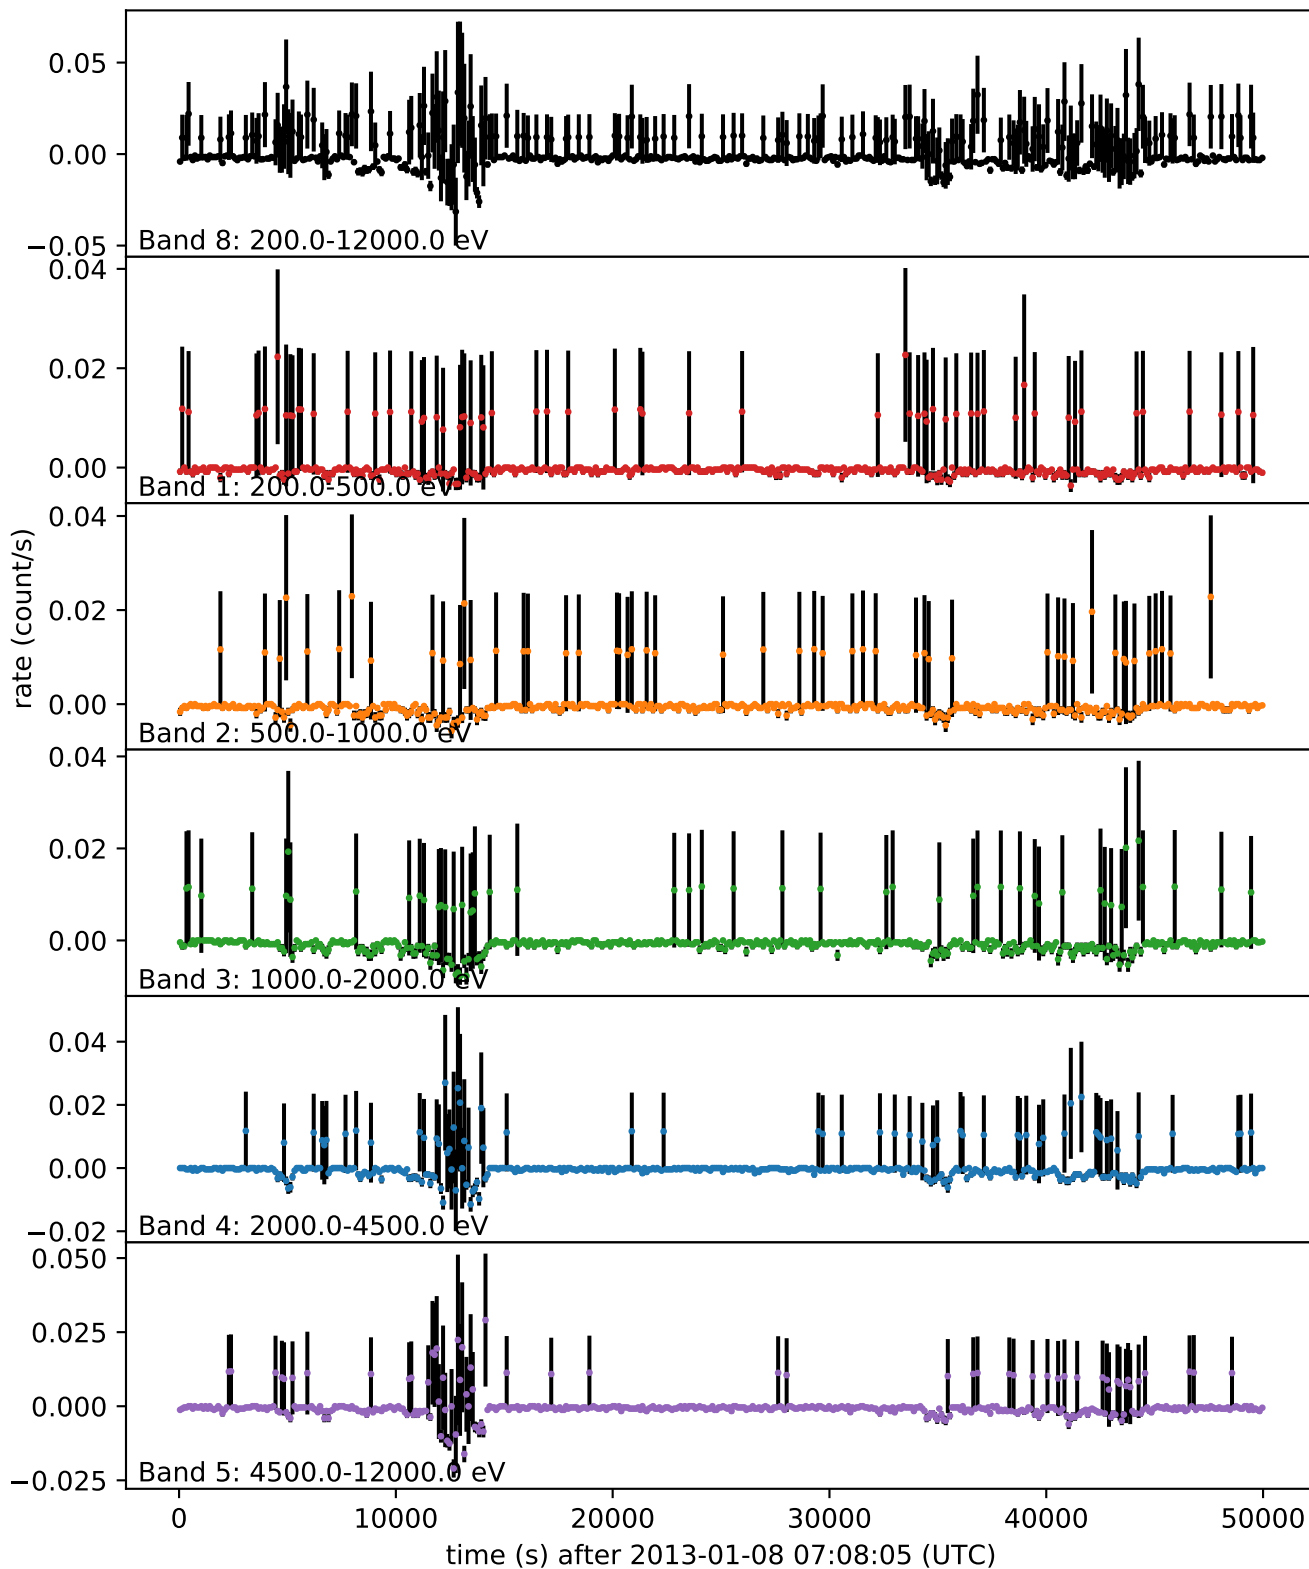 0.05
0.00
−0.05
Band 8: 200.0-12000.0 eV
0.04
0.02
0.00
Band 1: 200.0-500.0 eV
0.04
0.02
0.00
Band 2: 500.0-1000.0 eV
rate (count/s)
0.04
0.02
0.00
Band 3: 1000.0-2000.0 eV
0.04
0.02
0.00
−0.02
Band 4: 2000.0-4500.0 eV
0.050
0.025
0.000
−0.025
Band 5: 4500.0-12000.0 eV
0 10000 20000 30000 40000 50000
time (s) after 2013-01-08 07:08:05 (UTC)